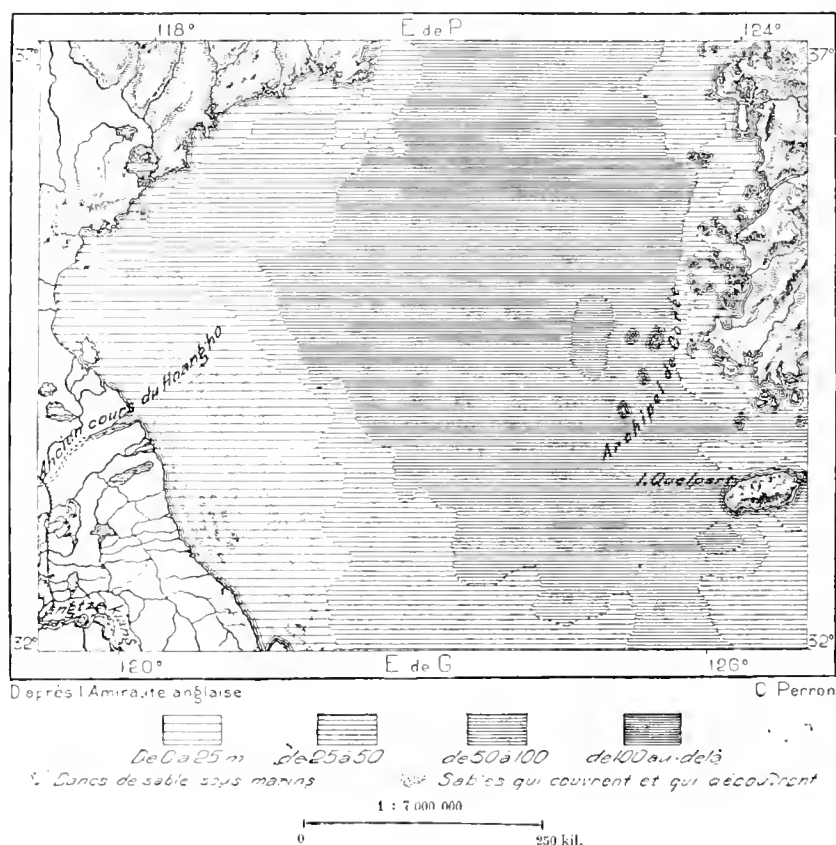 118° E de P 124°
37° 37°
Ancien cours du Hoangho
Archipel de Corée
I. Quelpart
32° 32°
120° E de G 126°
D'après l'Amirauté anglaise C. Perron
De 0 à 25 m de 25 à 50 de 50 à 100 de 100 au-delà
Bancs de sable sous marins Sables qui couvrent et qui découvrent
1 : 7 000 000
0 250 kil.